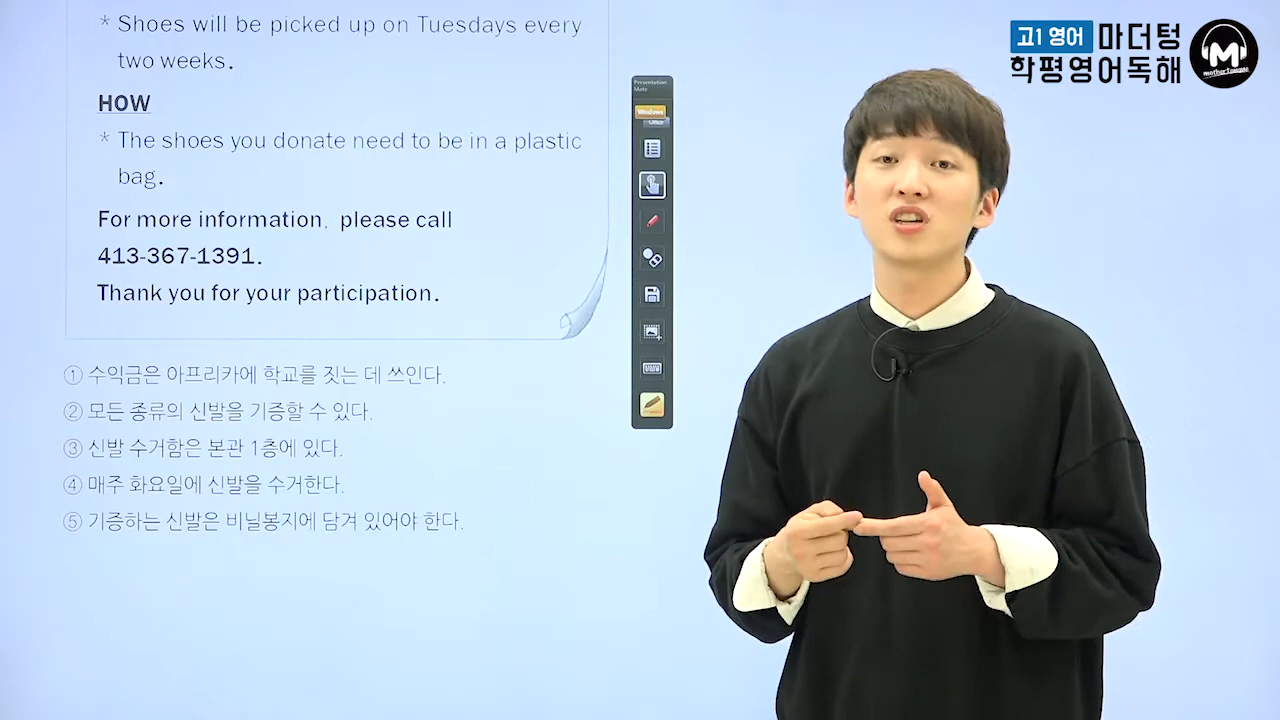 * Shoes will be picked up on Tuesdays every
two weeks.
HOW
* The shoes you donate need to be in a plastic
bag.
For more information, please call
413-367-1391.
Thank you for your participation.
① 수익금은 아프리카에 학교를 짓는 데 쓰인다.
② 모든 종류의 신발을 기증할 수 있다.
③ 신발 수거함은 본관 1층에 있다.
④ 매주 화요일에 신발을 수거한다.
⑤ 기증하는 신발은 비닐봉지에 담겨 있어야 한다.
Presentation
Mate
Windows
Office
고1 영어 마더텅
학평영어독해
M
mother tongue